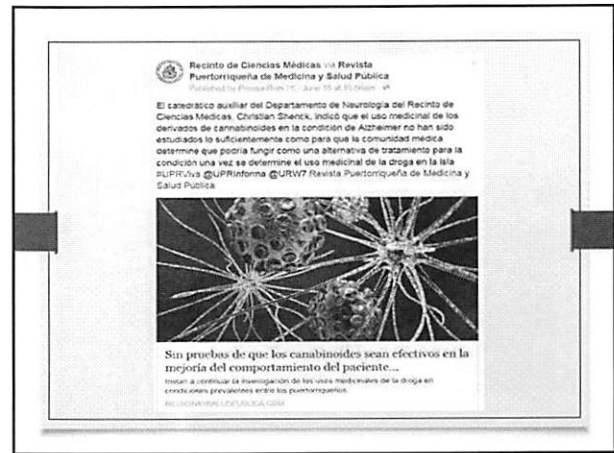 Recinto de Ciencias Médicas via Revista
Puertorriqueña de Medicina y Salud Pública
Published by
June
El catedrático auxiliar del Departamento de Neurología del Recinto de
Ciencias Médicas, Christian Shenck, indicó que el uso medicinal de los
derivados de cannabinoides en la condición de Alzheimer no han sido
estudiados lo suficientemente como para que la comunidad médica
determine que podría fungir como una alternativa de tratamiento para la
condición una vez se determine el uso medicinal de la droga en la Isla
#UPRViva @UPRInforma @URW7 Revista Puertorriqueña de Medicina y
Salud Pública
Sin pruebas de que los canabinoides sean efectivos en la
mejoría del comportamiento del paciente...
Instan a continuar la investigación de los usos medicinales de la droga en
condiciones prevalentes entre los puertorriqueños.